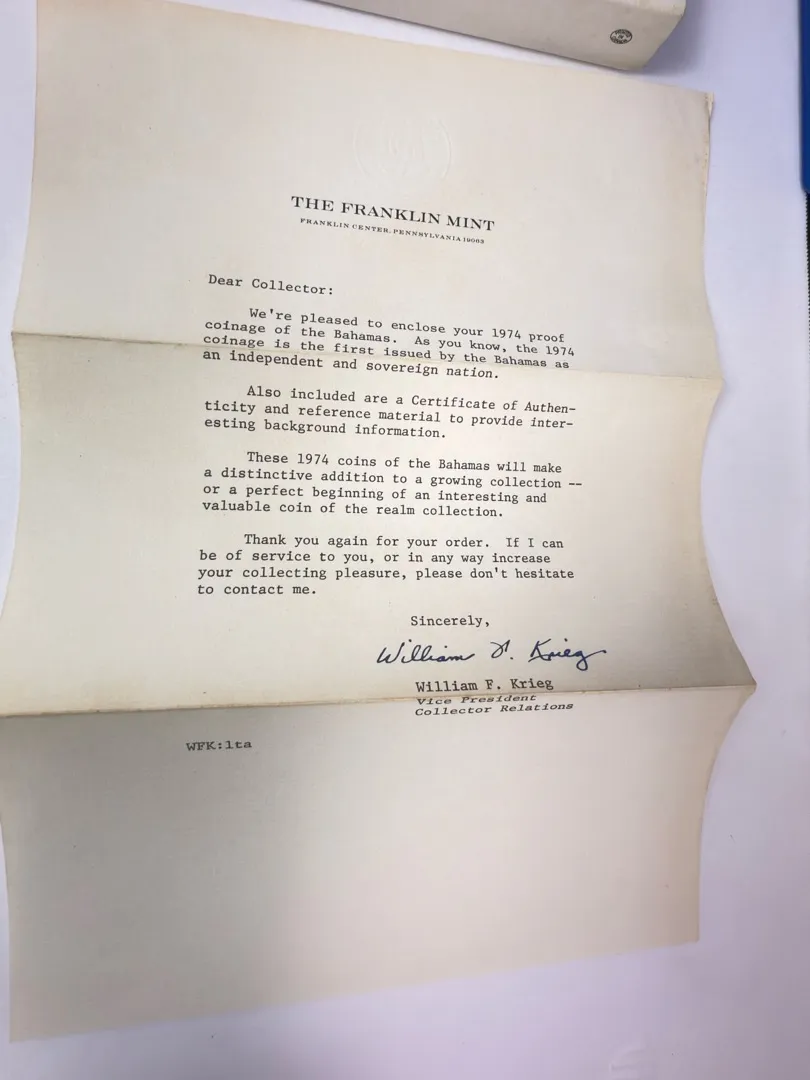 THE FRANKLIN MINT
FRANKLIN CENTER, PENNSYLVANIA 19063
Dear Collector:
We're pleased to enclose your 1974 proof
coinage of the Bahamas. As you know, the 1974
coinage is the first issued by the Bahamas as
an independent and sovereign nation.
Also included are a Certificate of Authen-
ticity and reference material to provide inter-
esting background information.
These 1974 coins of the Bahamas will make
a distinctive addition to a growing collection --
or a perfect beginning of an interesting and
valuable coin of the realm collection.
Thank you again for your order. If I can
be of service to you, or in any way increase
your collecting pleasure, please don't hesitate
to contact me.
Sincerely,
William F. Krieg
William F. Krieg
Vice President
Collector Relations
WFK:lta